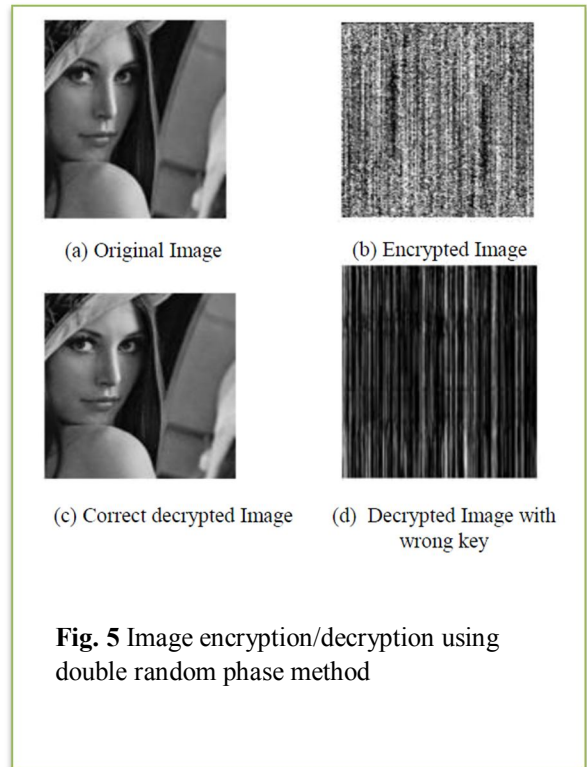 (a) Original Image
(b) Encrypted Image
(c) Correct decrypted Image
(d) Decrypted Image with
wrong key
Fig. 5 Image encryption/decryption using
double random phase method